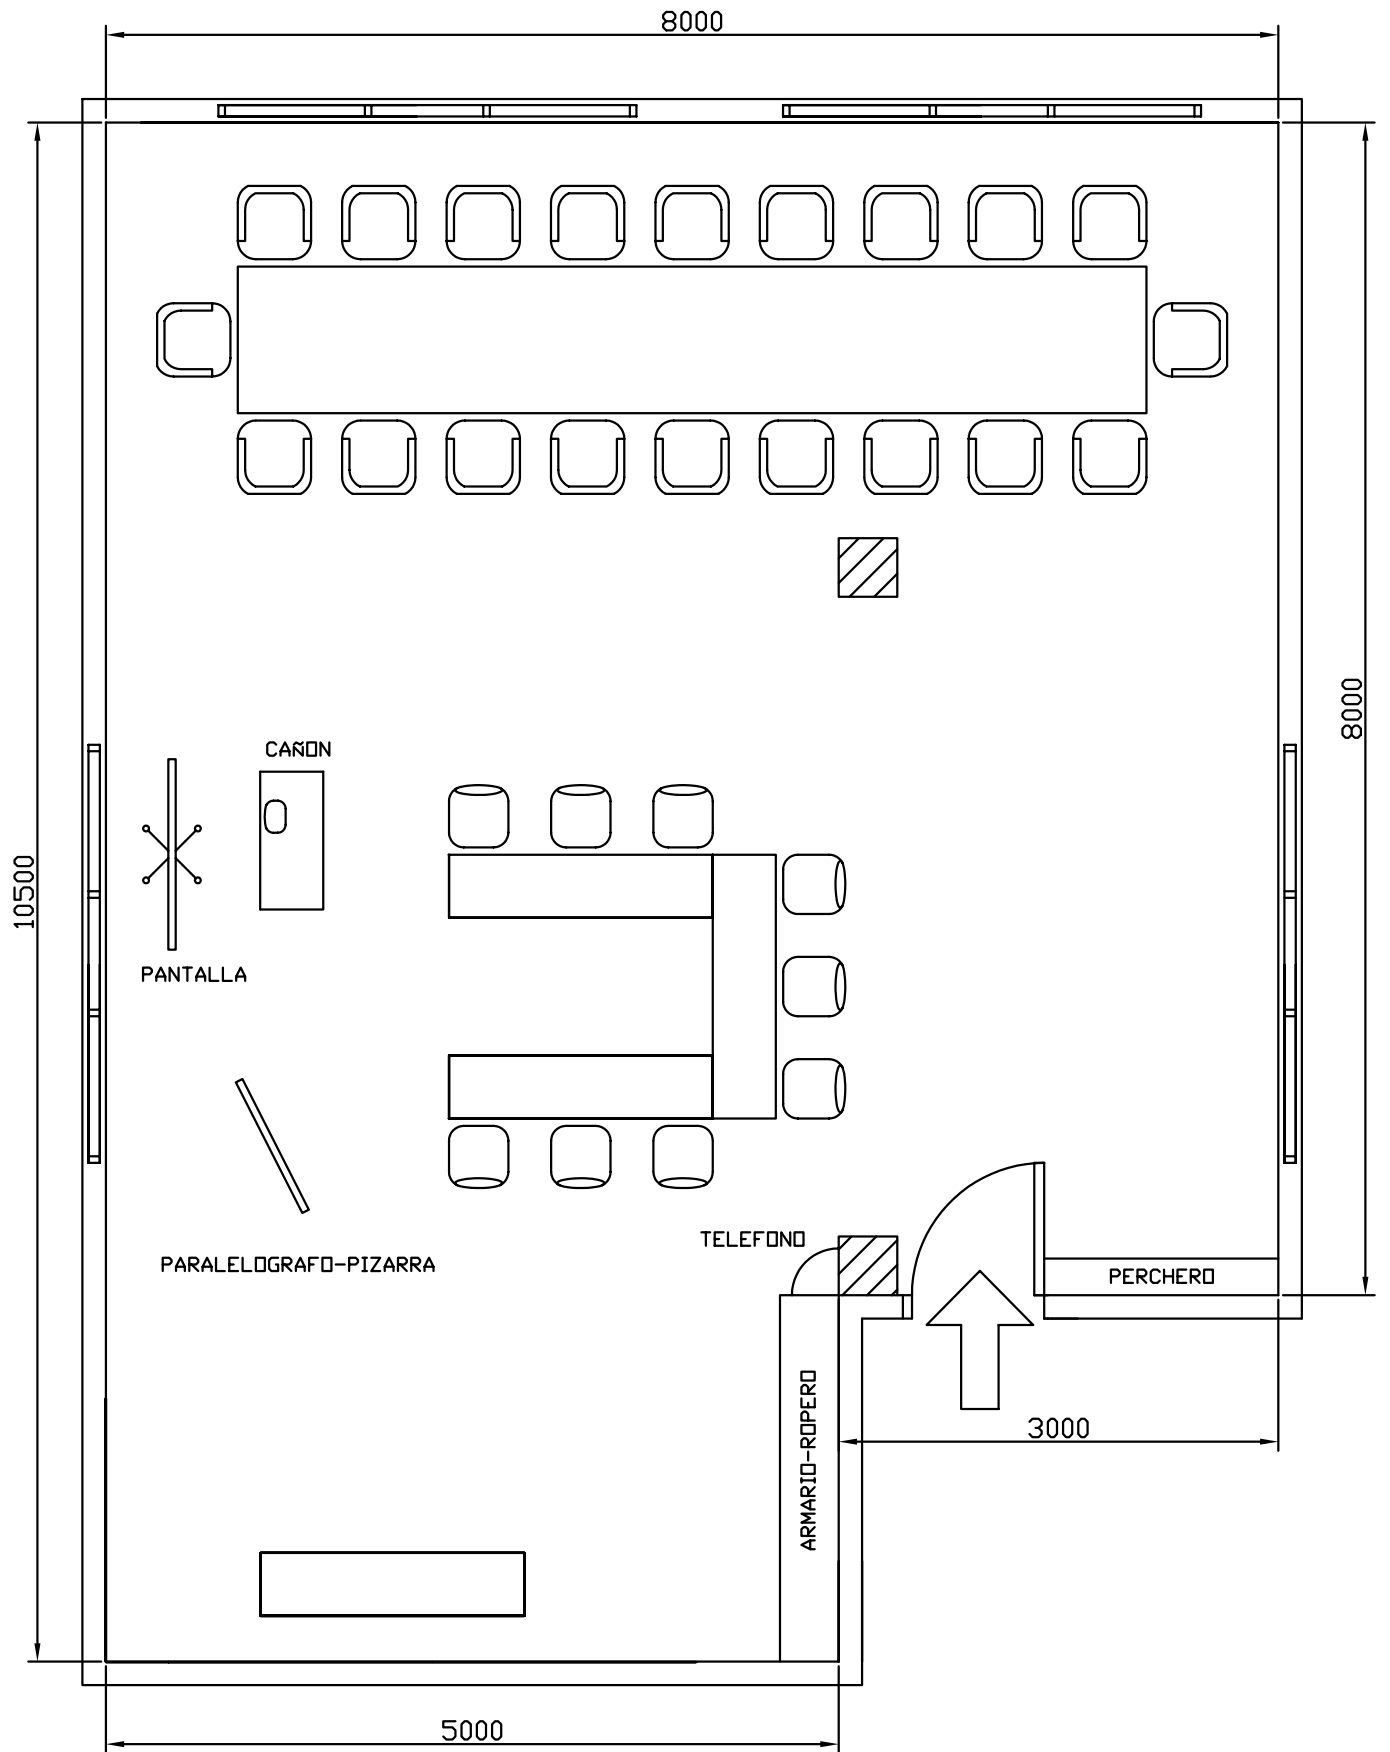 8000
8000
CAÑON
10500
PANTALLA
TELEFONO
PARALELOGRAFO-PIZARRA
PERCHERO
ARMARIO-ROPERO
3000
5000